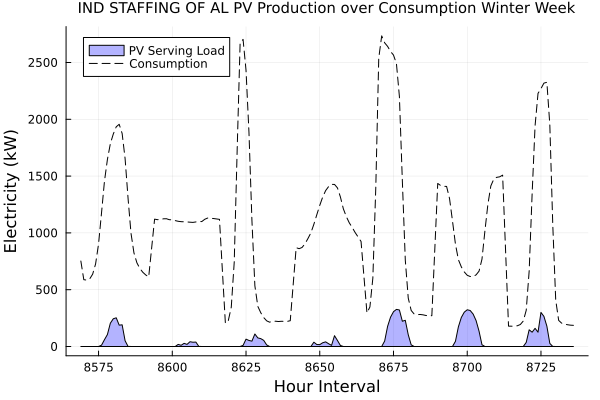 IND STAFFING OF AL PV Production over Consumption Winter Week
PV Serving Load
Consumption
Electricity (kW)
2500
2000
1500
1000
500
0
8575 8600 8625 8650 8675 8700 8725
Hour Interval